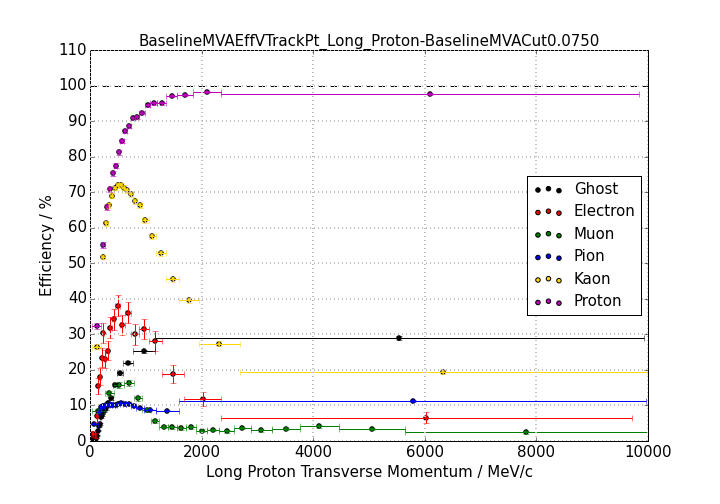 BaselineMVAEffVTrackPt_Long_Proton-BaselineMVACut0.0750
Efficiency / %
110
100
90
80
70
60
50
40
30
20
10
0
Ghost
Electron
Muon
Pion
Kaon
Proton
0 2000 4000 6000 8000 10000
Long Proton Transverse Momentum / MeV/c